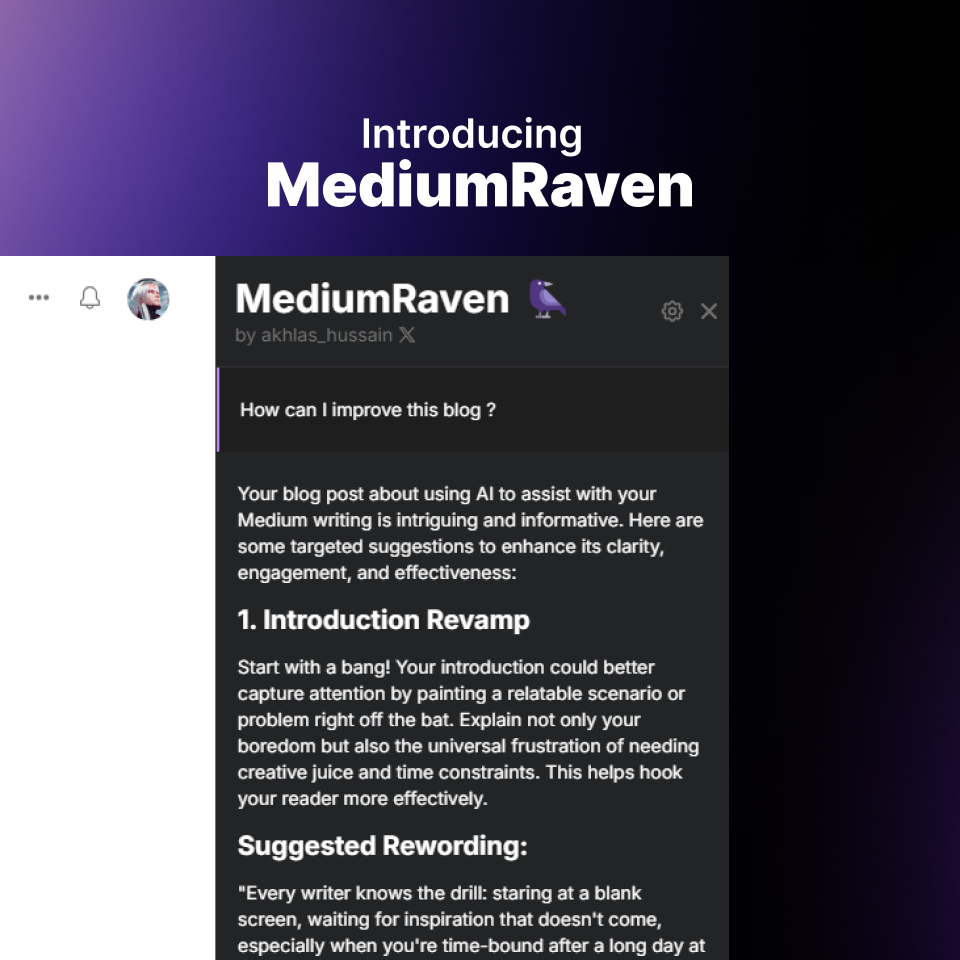 Introducing
MediumRaven
MediumRaven
by akhlas_hussain 𝕏
How can I improve this blog ?
Your blog post about using AI to assist with your
Medium writing is intriguing and informative. Here are
some targeted suggestions to enhance its clarity,
engagement, and effectiveness:
1. Introduction Revamp
Start with a bang! Your introduction could better
capture attention by painting a relatable scenario or
problem right off the bat. Explain not only your
boredom but also the universal frustration of needing
creative juice and time constraints. This helps hook
your reader more effectively.
Suggested Rewording:
"Every writer knows the drill: staring at a blank
screen, waiting for inspiration that doesn't come,
especially when you're time-bound after a long day at